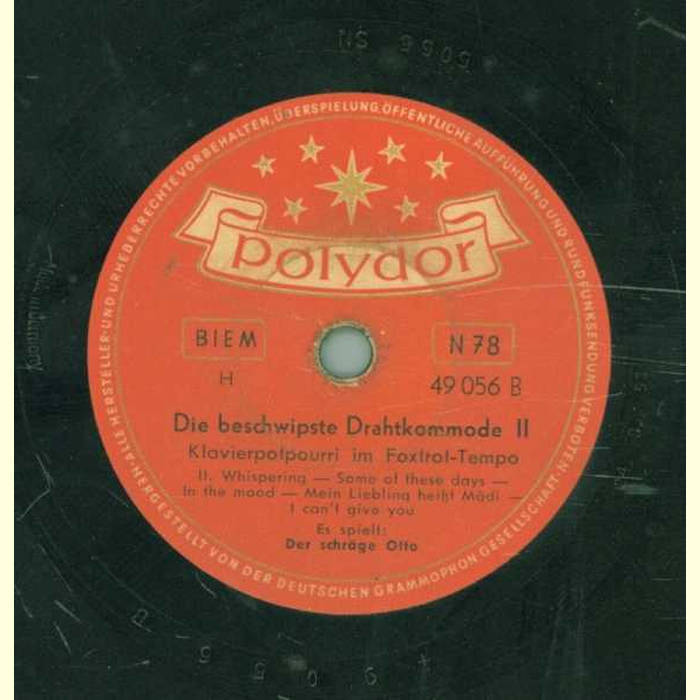 NS 9909
ALLE HERSTELLER- UND URHEBERRECHTE VORBEHALTEN, ÜBERSPIELUNG, ÖFFENTLICHE AUFFÜHRUNG UND RUNDFUNKSENDUNG VERBOTEN
polydor
BIEM
N 78
H
49 056 B
Die beschwipste Drahtkommode II
Klavierpotpourri im Foxtrot-Tempo
II. Whispering — Some of these days —
In the mood — Mein Liebling heißt Mädi —
I can't give you
Es spielt:
Der schräge Otto
HERGESTELLT VON DER DEUTSCHEN GRAMMOPHON GESELLSCHAFT